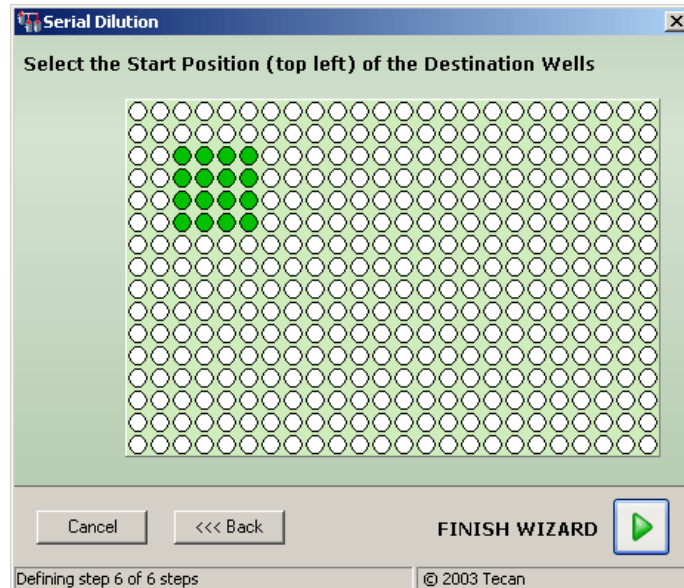 Serial Dilution
Select the Start Position (top left) of the Destination Wells
Cancel
<<< Back
FINISH WIZARD
Defining step 6 of 6 steps
© 2003 Tecan